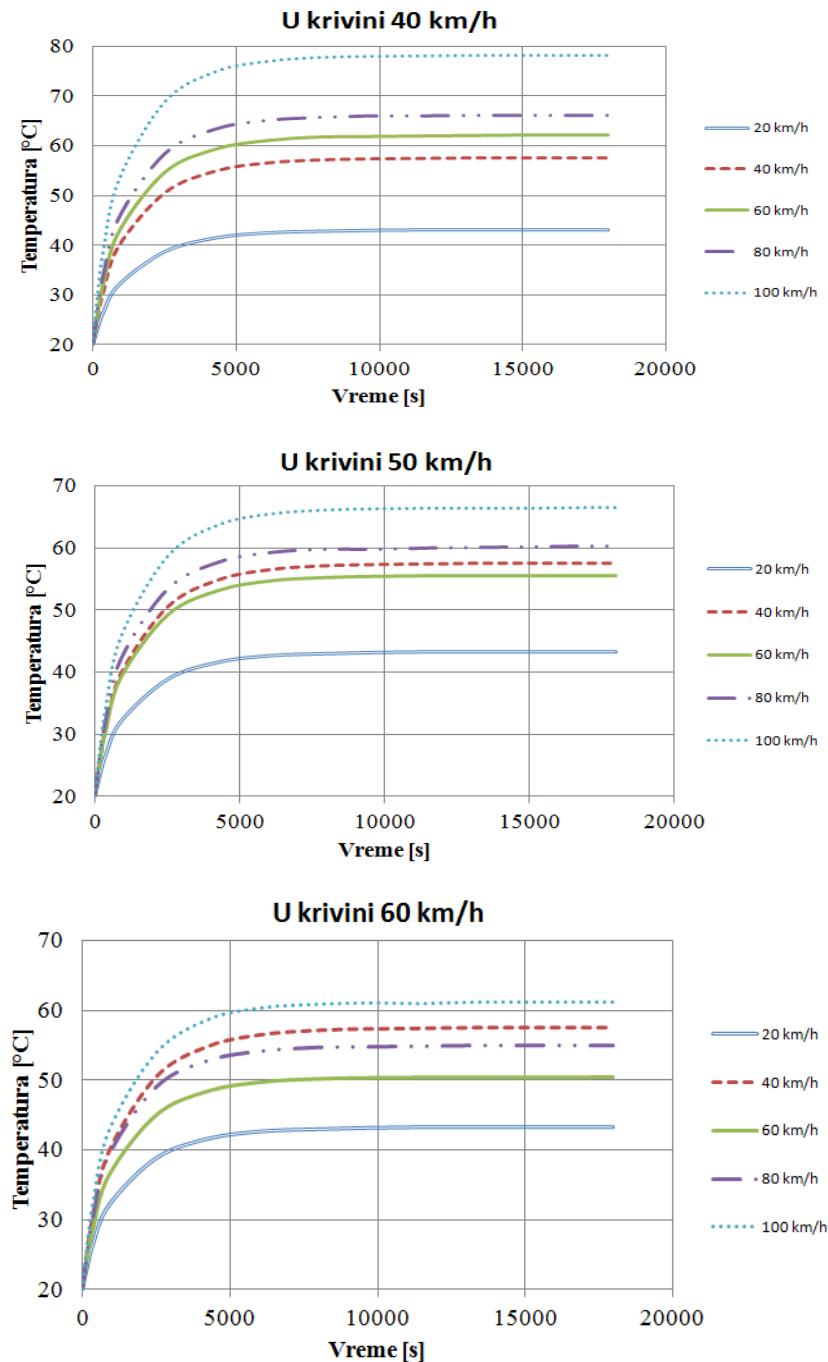 U krivini 40 km/h
80
70
60
50
40
30
20
Temperatura [°C]
0 5000 10000 15000 20000
Vreme [s]
20 km/h
40 km/h
60 km/h
80 km/h
100 km/h
U krivini 50 km/h
70
60
50
40
30
20
Temperatura [°C]
0 5000 10000 15000 20000
Vreme [s]
20 km/h
40 km/h
60 km/h
80 km/h
100 km/h
U krivini 60 km/h
70
60
50
40
30
20
Temperatura [°C]
0 5000 10000 15000 20000
Vreme [s]
20 km/h
40 km/h
60 km/h
80 km/h
100 km/h